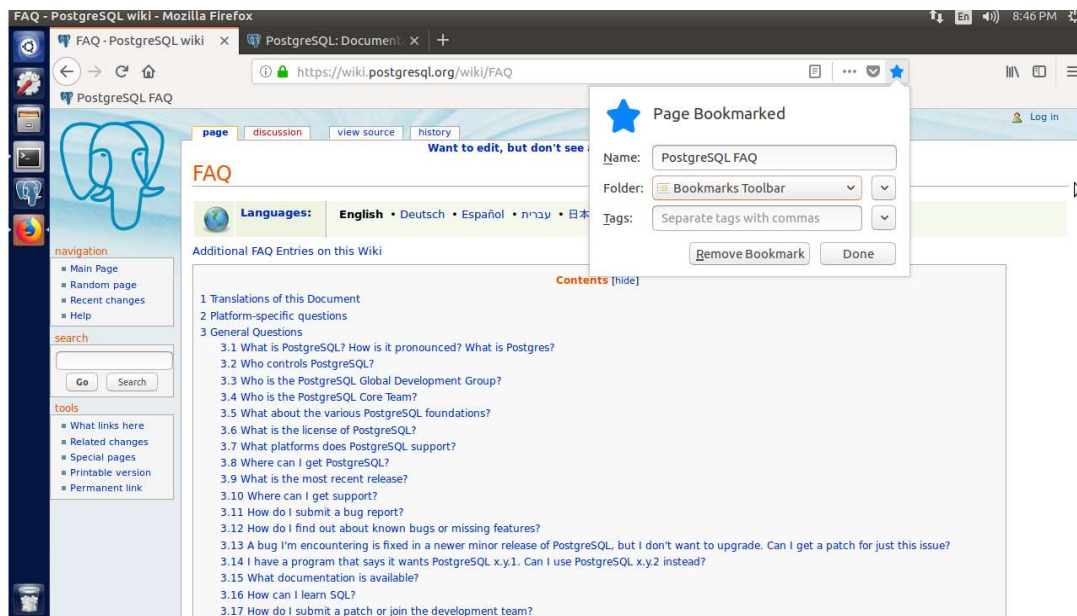 FAQ - PostgreSQL wiki - Mozilla Firefox
En
8:46 PM
FAQ - PostgreSQL wiki
PostgreSQL: Document
https://wiki.postgresql.org/wiki/FAQ
PostgreSQL FAQ
Page Bookmarked
Name: PostgreSQL FAQ
Folder: Bookmarks Toolbar
Tags: Separate tags with commas
Remove Bookmark Done
Log in
page discussion view source history
Want to edit, but don't see
FAQ
Languages: English • Deutsch • Español • עברית • 日本
Additional FAQ Entries on this Wiki
navigation
Main Page
Random page
Recent changes
Help
search
Go Search
tools
What links here
Related changes
Special pages
Printable version
Permanent link
Contents [hide]
1 Translations of this Document
2 Platform-specific questions
3 General Questions
3.1 What is PostgreSQL? How is it pronounced? What is Postgres?
3.2 Who controls PostgreSQL?
3.3 Who is the PostgreSQL Global Development Group?
3.4 Who is the PostgreSQL Core Team?
3.5 What about the various PostgreSQL foundations?
3.6 What is the license of PostgreSQL?
3.7 What platforms does PostgreSQL support?
3.8 Where can I get PostgreSQL?
3.9 What is the most recent release?
3.10 Where can I get support?
3.11 How do I submit a bug report?
3.12 How do I find out about known bugs or missing features?
3.13 A bug I'm encountering is fixed in a newer minor release of PostgreSQL, but I don't want to upgrade. Can I get a patch for just this issue?
3.14 I have a program that says it wants PostgreSQL x.y.1. Can I use PostgreSQL x.y.2 instead?
3.15 What documentation is available?
3.16 How can I learn SQL?
3.17 How do I submit a patch or join the development team?